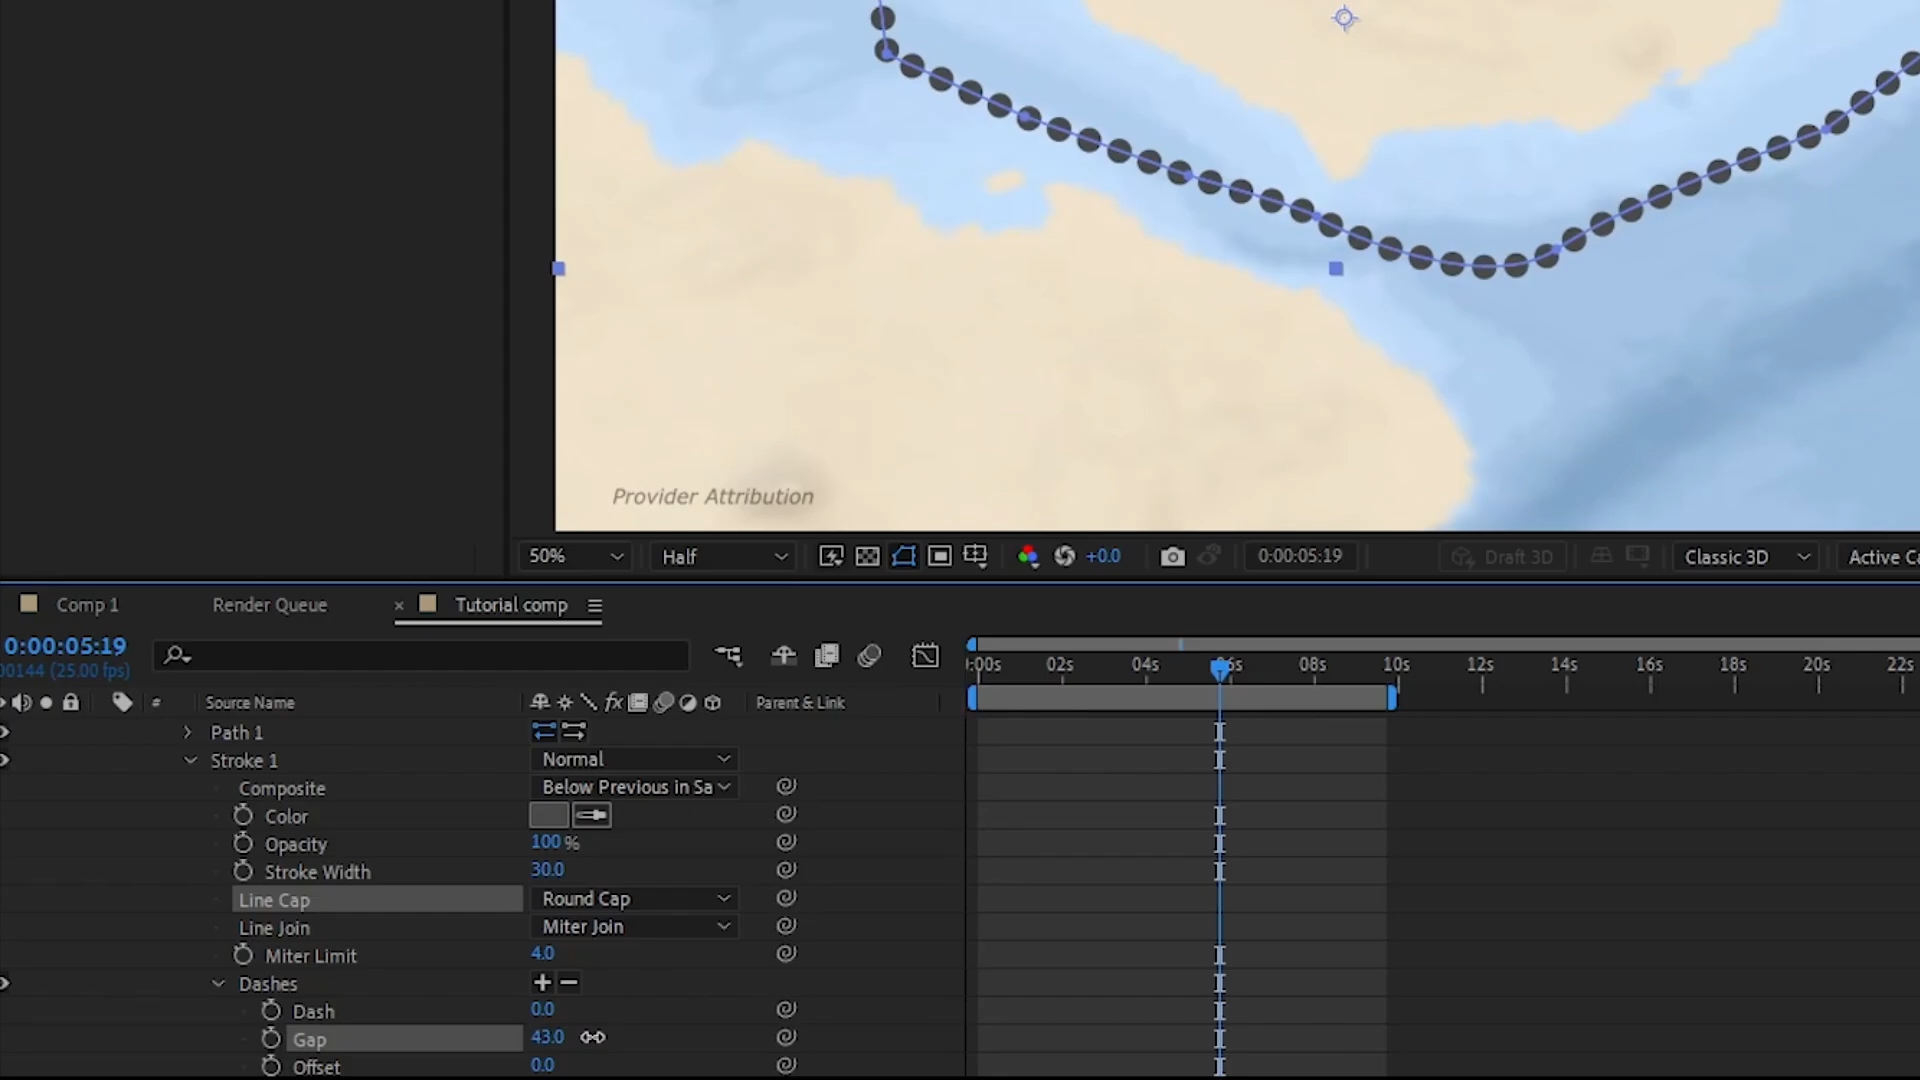 Provider Attribution
50%
Half
+0.0
0:00:05:19
Draft 3D
Classic 3D
Active Ca
Comp 1
Render Queue
× Tutorial comp
0:00:05:19
00144 (25.00 fps)
:00s 02s 04s 06s 08s 10s 12s 14s 16s 18s 20s 22s
# Source Name
fx
Parent & Link
Path 1
Stroke 1
Normal
Composite
Below Previous in Sa
Color
Opacity
100 %
Stroke Width
30.0
Line Cap
Round Cap
Line Join
Miter Join
Miter Limit
4.0
Dashes
+ −
Dash
0.0
Gap
43.0
Offset
0.0